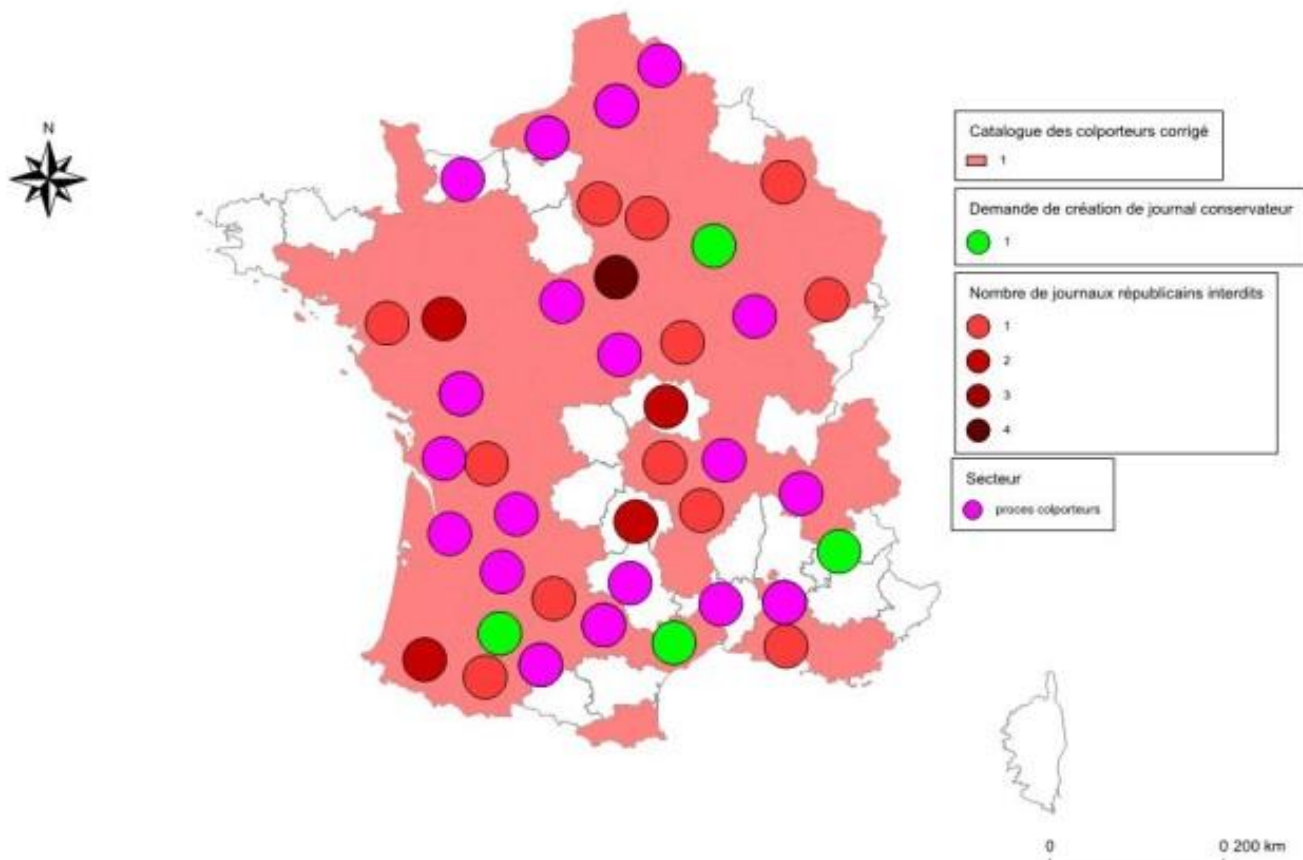 N
Catalogue des colporteurs corrigé
1
Demande de création de journal conservateur
1
Nombre de journaux républicains interdits
1
2
3
4
Secteur
proces colporteurs
0 0 200 km